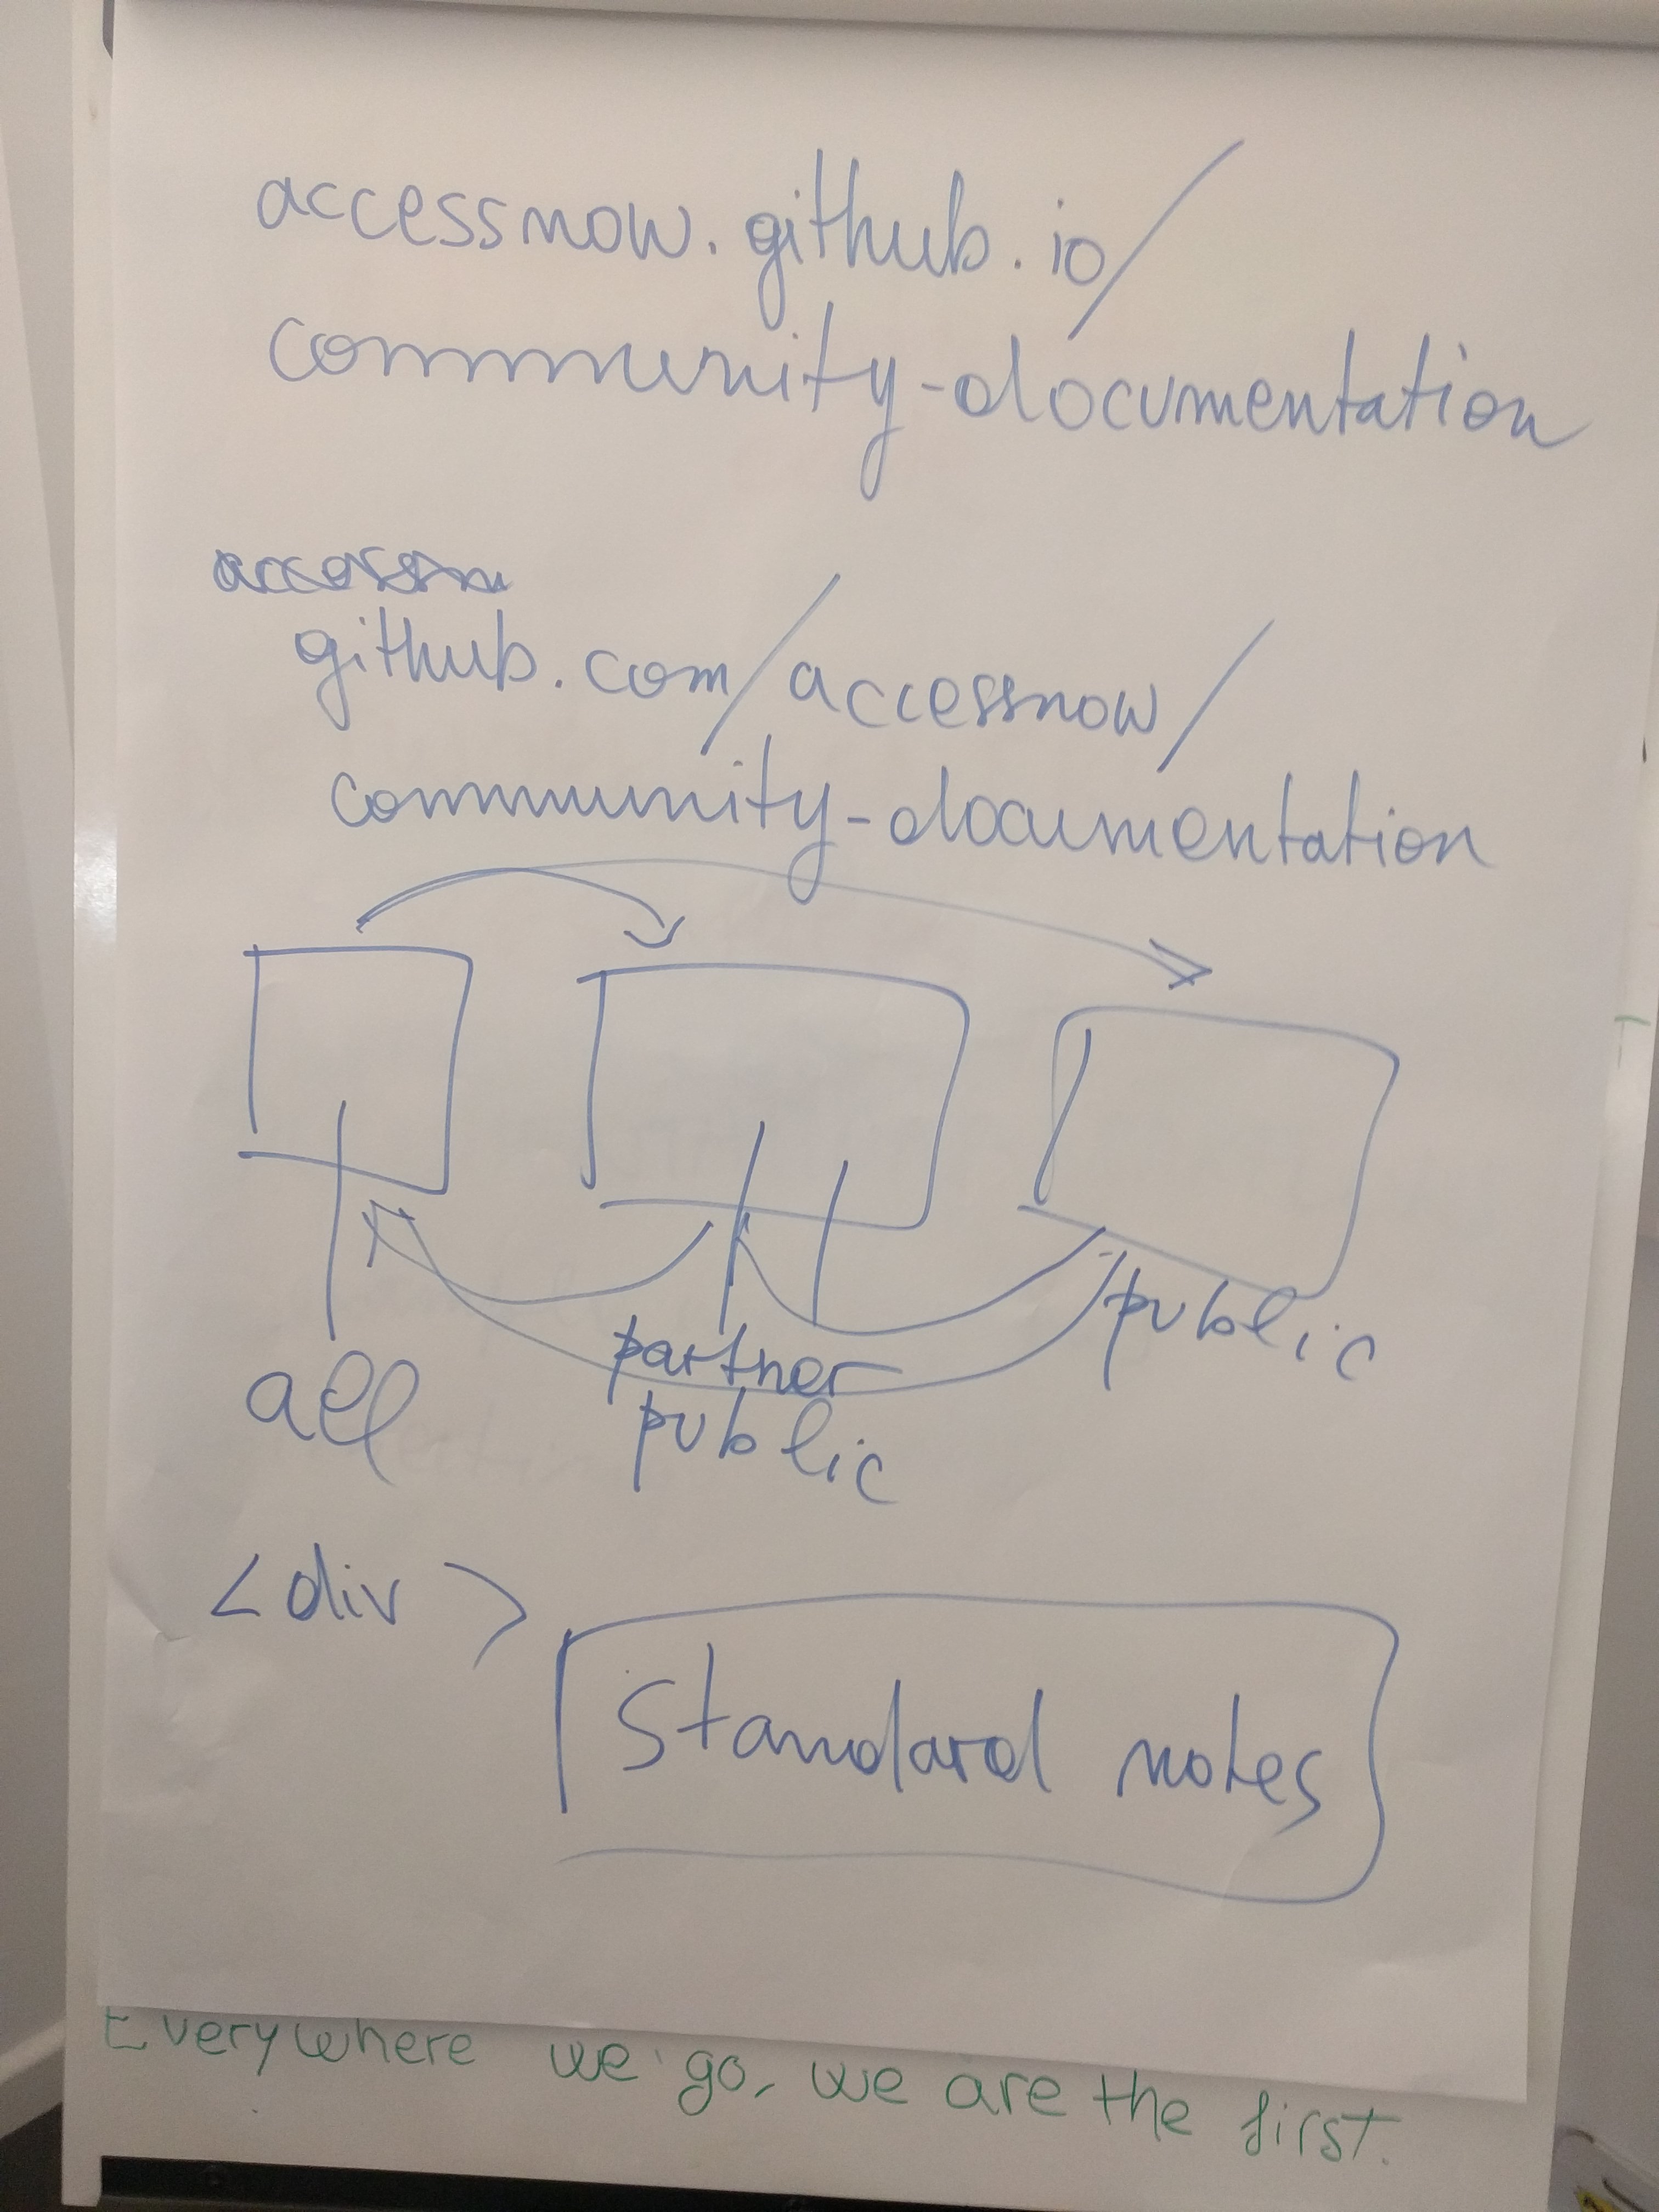 accessnow.github.io/
community-documentation
github.com/accessnow/
community-documentation
all
partner
public
public
<div>
Standard notes
Everywhere we go, we are the first.